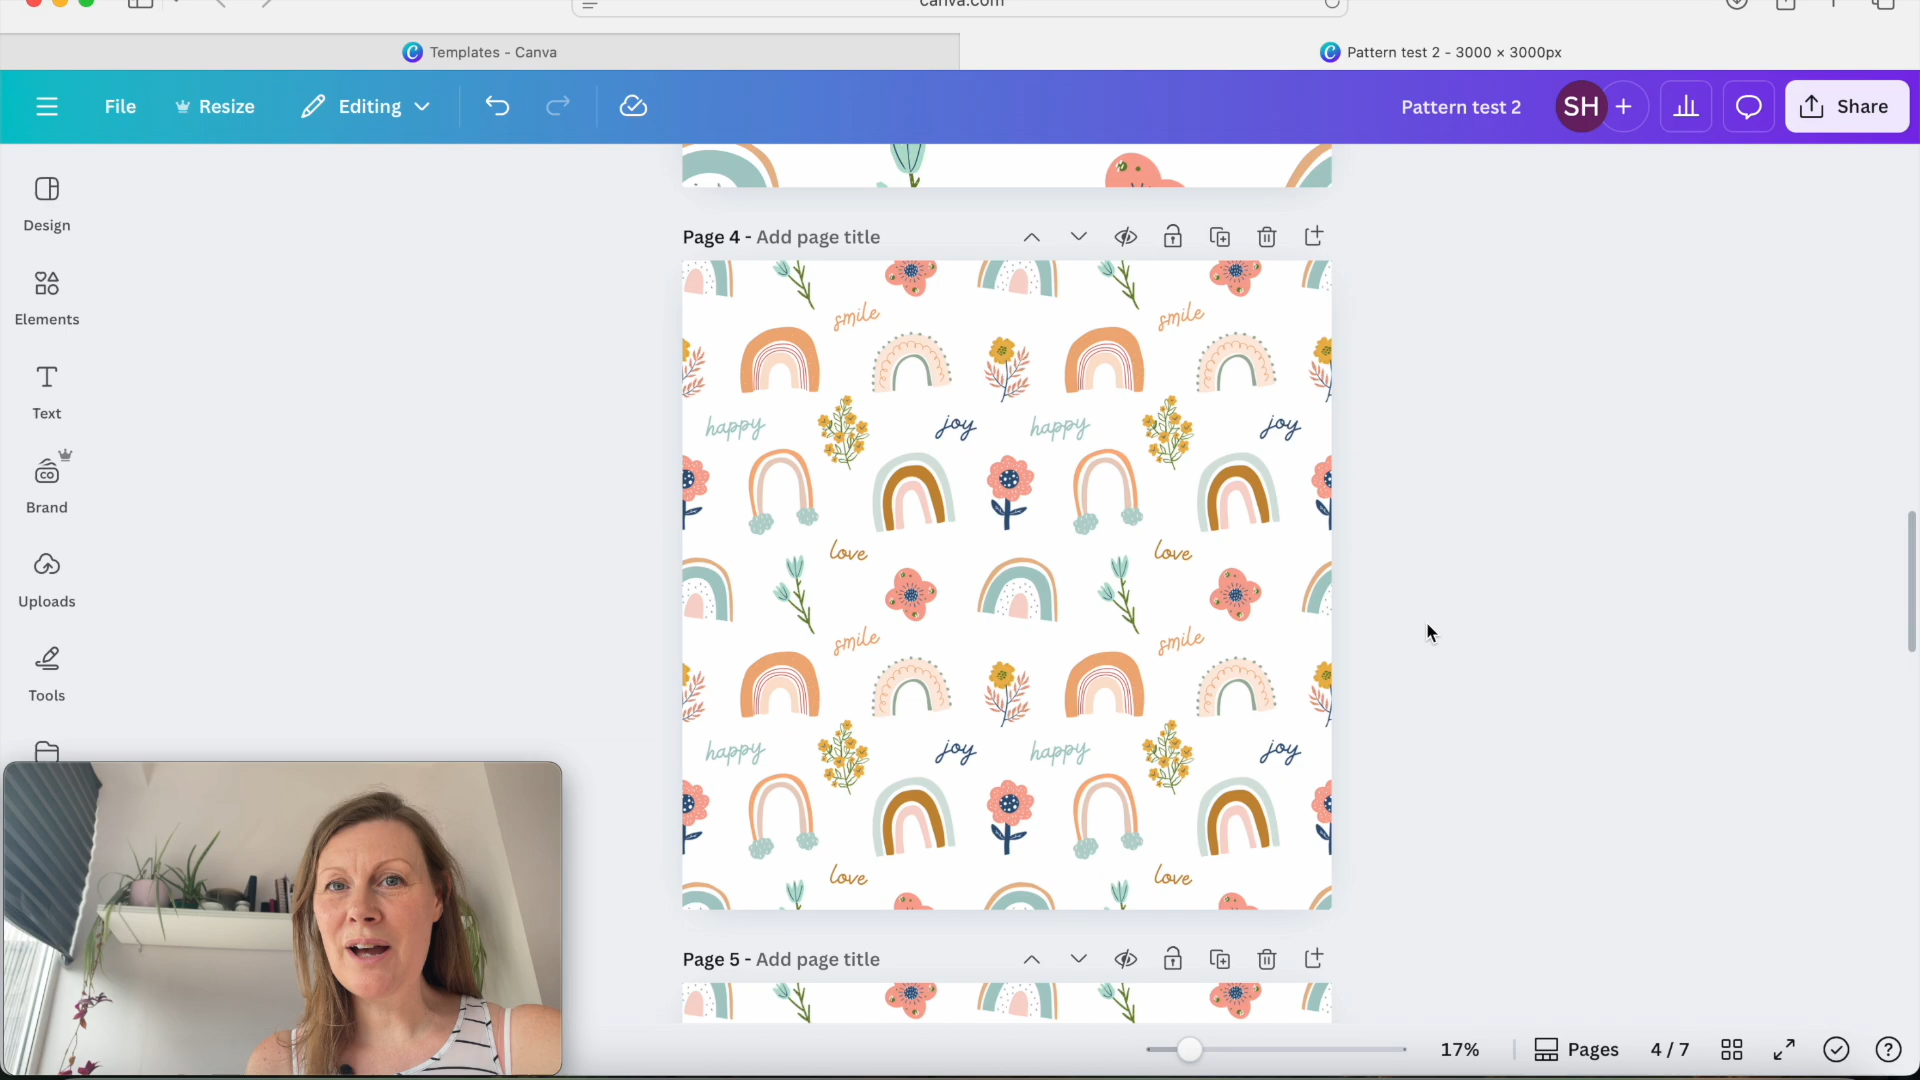 canva.com
Templates - Canva
Pattern test 2 - 3000 × 3000px
File
Resize
Editing
Pattern test 2
SH
Share
Design
Elements
Text
Brand
Uploads
Tools
Page 4 - Add page title
smile smile
happy joy happy joy
love love
smile smile
happy joy happy joy
love love
Page 5 - Add page title
17%
Pages
4 / 7